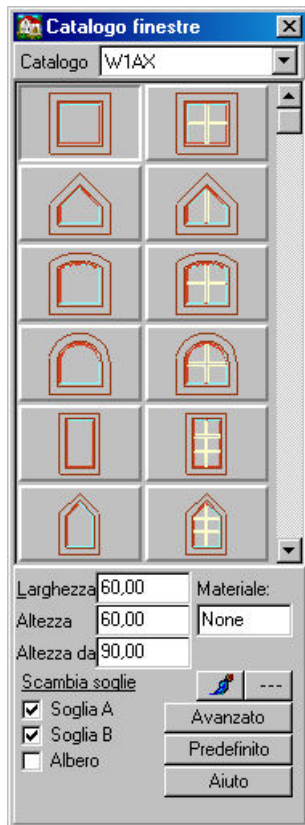 Catalogo finestre
Catalogo W1AX
Larghezza 60,00 Materiale:
Altezza 60,00 None
Altezza da 90,00
Scambia soglie ---
Soglia A Avanzato
Soglia B Predefinito
Albero Aiuto